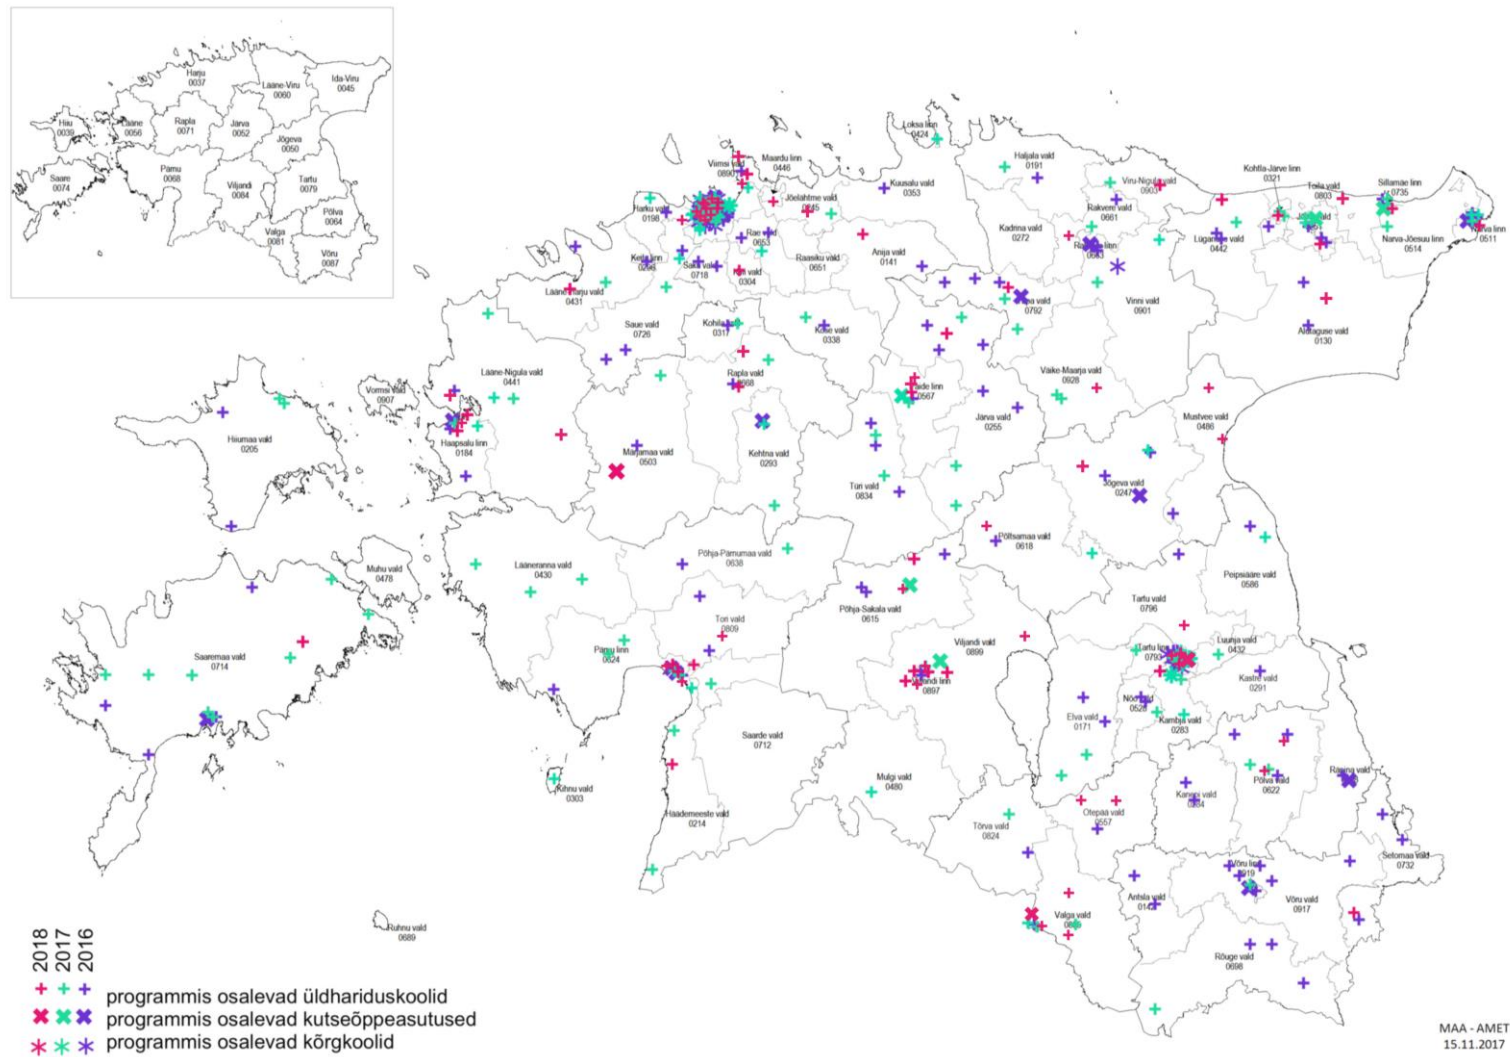 Harju
0037
Lääne-Viru
0060
Ida-Viru
0045
Hiiu
0039
Lääne
0056
Rapla
0071
Järva
0052
Jõgeva
0050
Saare
0074
Pärnu
0068
Viljandi
0084
Tartu
0079
Põlva
0064
Valga
0081
Võru
0087
Loksa linn
0424
Viimsi vald
0890
Maardu linn
0446
Haljala vald
0191
Kuusalu vald
0353
Viru-Nigula vald
0903
Kohtla-Järve linn
0321
Toila vald
0803
Sillamäe linn
0735
Harku vald
0198
Jõelähtme vald
0245
Rakvere vald
0661
Rae vald
0653
Kadrina vald
0272
Lüganuse vald
0442
Narva-Jõesuu linn
0514
Narva linn
0511
Anija vald
0141
Raasiku vald
0651
vald
0718
vald
0304
Lääne-Harju vald
0431
vald
0792
Vinni vald
0901
Saue vald
0726
Kohila
0317
Kose vald
0338
Alutaguse vald
0130
Lääne-Nigula vald
0441
Vormsi vald
0907
Rapla vald
0668
0567
Väike-Maarja vald
0928
Mustvee vald
0486
Järva vald
0255
Hiiumaa vald
0205
Haapsalu linn
0184
Märjamaa vald
0503
Kehtna vald
0293
Türi vald
0834
Jõgeva vald
0247
Põltsamaa vald
0618
Muhu vald
0478
Lääneranna vald
0430
Põhja-Pärnumaa vald
0638
Peipsiääre vald
0586
Tartu vald
0796
Põhja-Sakala vald
0615
Tori vald
0809
Pärnu linn
0624
Viljandi vald
0899
Luunja vald
0432
Tartu linn
0793
Saaremaa vald
0714
linn
0897
Kastre vald
0291
0528
Elva vald
0171
Kambja vald
0283
Saarde vald
0712
Kihnu vald
0303
Mulgi vald
0480
Põlva vald
0622
vald
Häädemeeste vald
0214
Otepää vald
0557
Tõrva vald
0824
Setomaa vald
0732
Võru linn
0919
Antsla vald
Võru vald
0917
Valga vald
Ruhnu vald
0689
Rõuge vald
0698
2018
2017
2016
programmis osalevad üldhariduskoolid
programmis osalevad kutseõppeasutused
programmis osalevad kõrgkoolid
MAA - AMET
15.11.2017